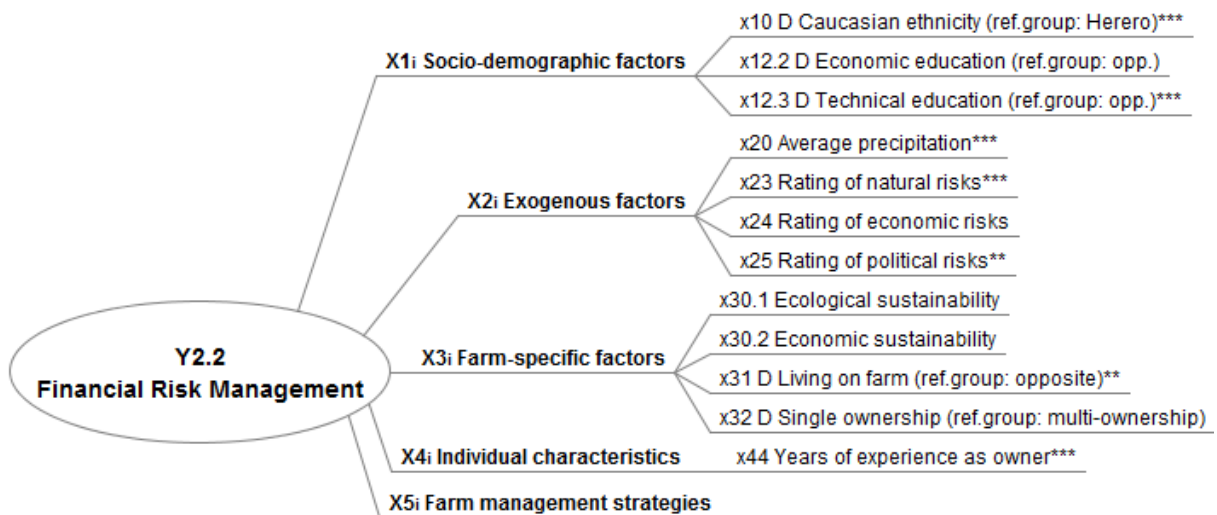 x10 D Caucasian ethnicity (ref.group: Herero)***
X1i Socio-demographic factors
x12.2 D Economic education (ref.group: opp.)
x12.3 D Technical education (ref.group: opp.)***
x20 Average precipitation***
x23 Rating of natural risks***
X2i Exogenous factors
x24 Rating of economic risks
x25 Rating of political risks**
x30.1 Ecological sustainability
x30.2 Economic sustainability
Y2.2
Financial Risk Management
X3i Farm-specific factors
x31 D Living on farm (ref.group: opposite)**
x32 D Single ownership (ref.group: multi-ownership)
X4i Individual characteristics
x44 Years of experience as owner***
X5i Farm management strategies